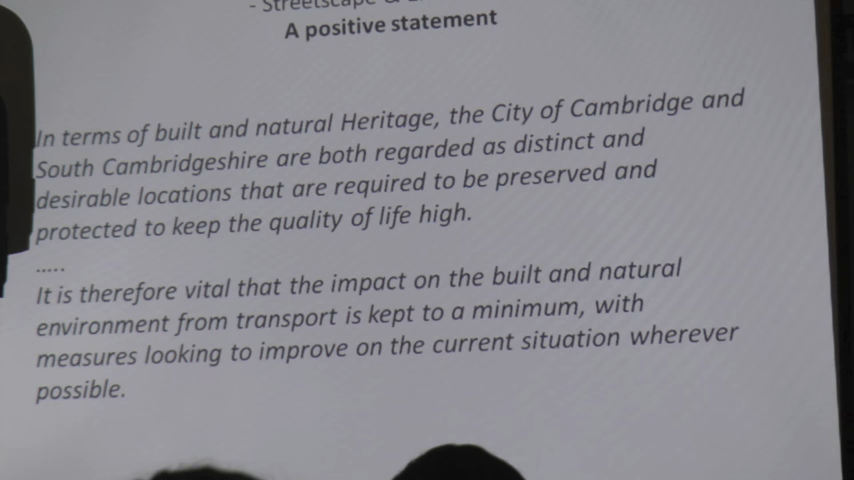 - Streetscape &
A positive statement
In terms of built and natural Heritage, the City of Cambridge and
South Cambridgeshire are both regarded as distinct and
desirable locations that are required to be preserved and
protected to keep the quality of life high.
.....
It is therefore vital that the impact on the built and natural
environment from transport is kept to a minimum, with
measures looking to improve on the current situation wherever
possible.